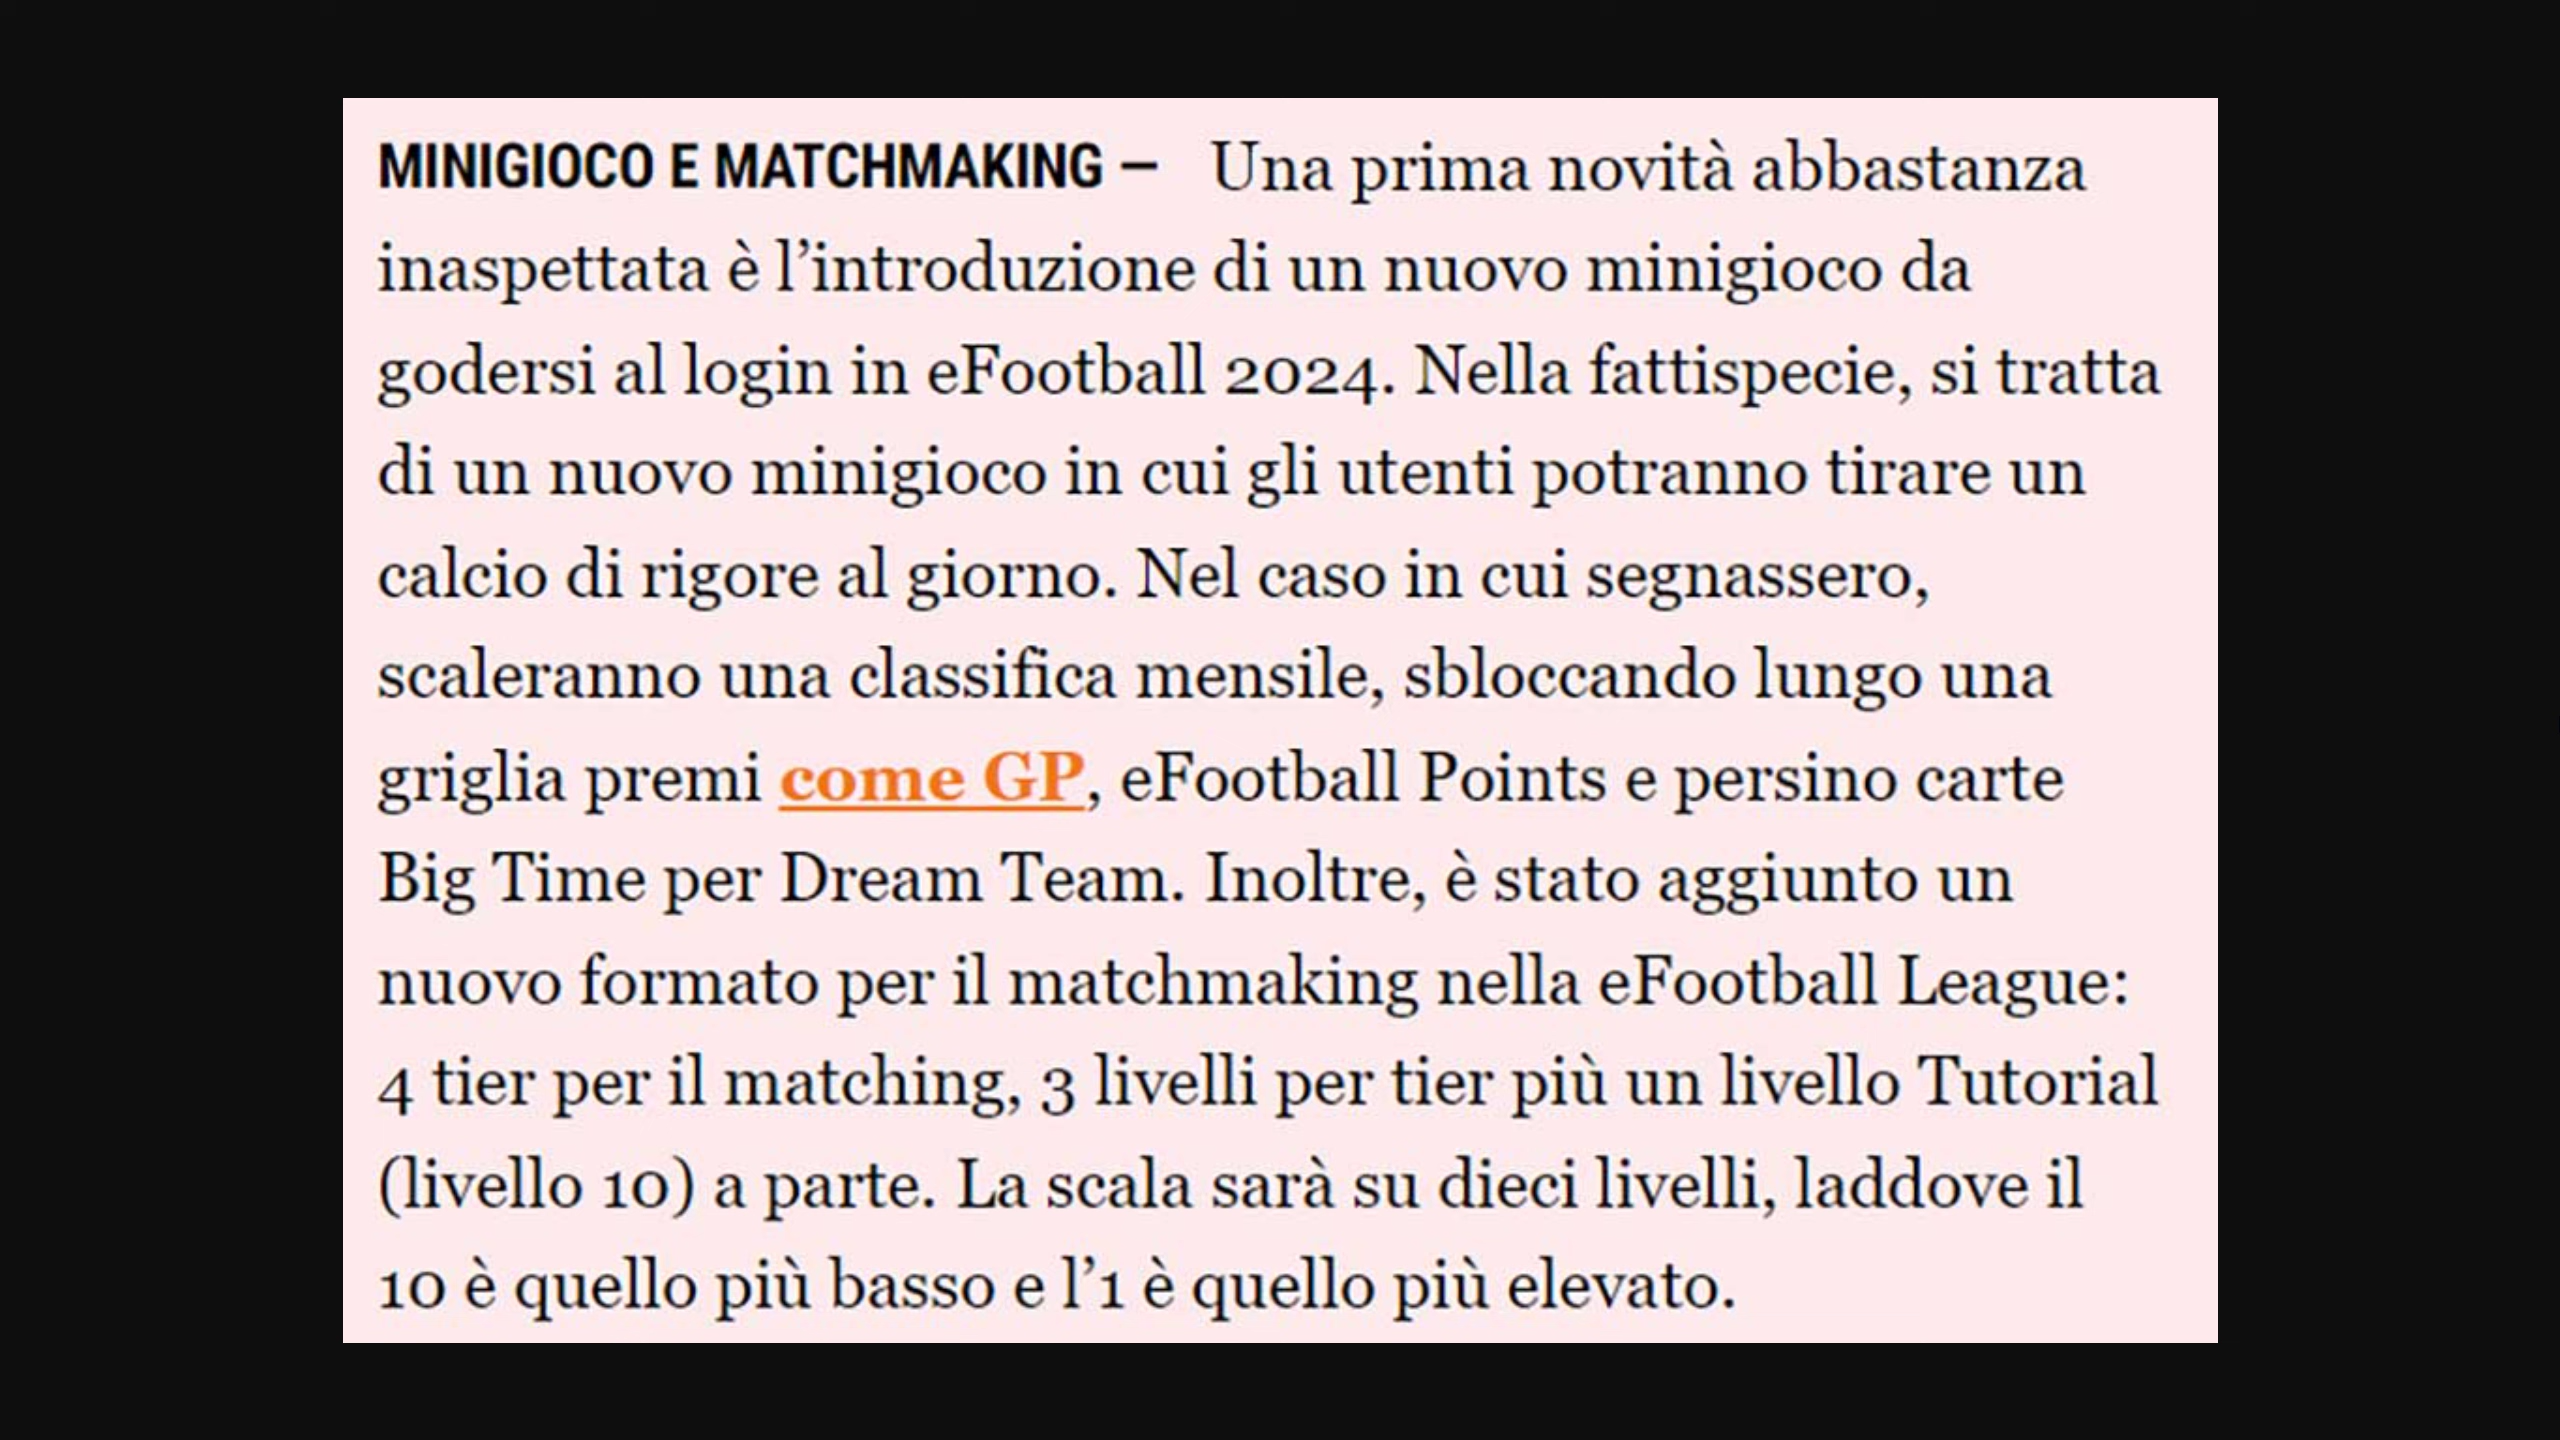 MINIGIOCO E MATCHMAKING — Una prima novità abbastanza
inaspettata è l’introduzione di un nuovo minigioco da
godersi al login in eFootball 2024. Nella fattispecie, si tratta
di un nuovo minigioco in cui gli utenti potranno tirare un
calcio di rigore al giorno. Nel caso in cui segnassero,
scaleranno una classifica mensile, sbloccando lungo una
griglia premi come GP, eFootball Points e persino carte
Big Time per Dream Team. Inoltre, è stato aggiunto un
nuovo formato per il matchmaking nella eFootball League:
4 tier per il matching, 3 livelli per tier più un livello Tutorial
(livello 10) a parte. La scala sarà su dieci livelli, laddove il
10 è quello più basso e l’1 è quello più elevato.